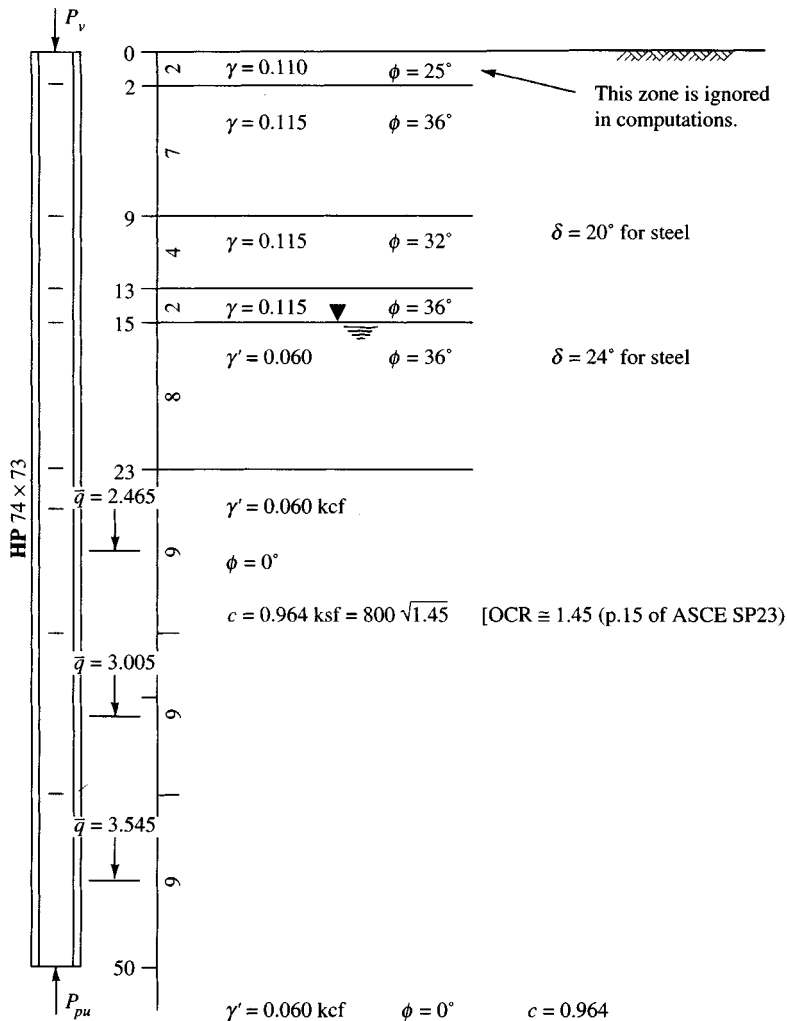 P_v
0
2
γ = 0.110
ϕ = 25°
This zone is ignored
in computations.
2
γ = 0.115
ϕ = 36°
7
9
4
γ = 0.115
ϕ = 32°
δ = 20° for steel
13
2
γ = 0.115
ϕ = 36°
15
γ′ = 0.060
ϕ = 36°
δ = 24° for steel
8
23
HP 74 × 73
q̄ = 2.465
γ′ = 0.060 kcf
9
ϕ = 0°
c = 0.964 ksf = 800 √1.45
[OCR ≅ 1.45 (p.15 of ASCE SP23)
q̄ = 3.005
9
q̄ = 3.545
9
50
P_pu
γ′ = 0.060 kcf
ϕ = 0°
c = 0.964